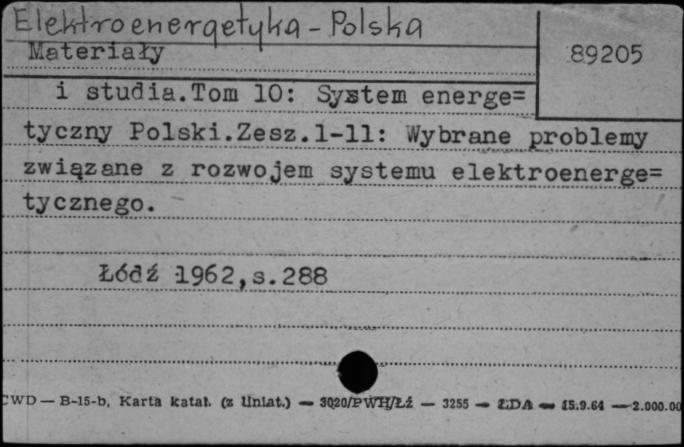 Elektroenergetyka - Polska
89205
Materiały
i studia.Tom 10: System energe=
tyczny Polski.Zesz.1-11: Wybrane problemy
związane z rozwojem systemu elektroenerge=
tycznego.
Łódź 1962,s.288
CWD — B-15-b, Karta katal. (z Uniat.) — 3020/PWH/Łź — 3255 — ŁDA — 15.9.64 — 2.000.00